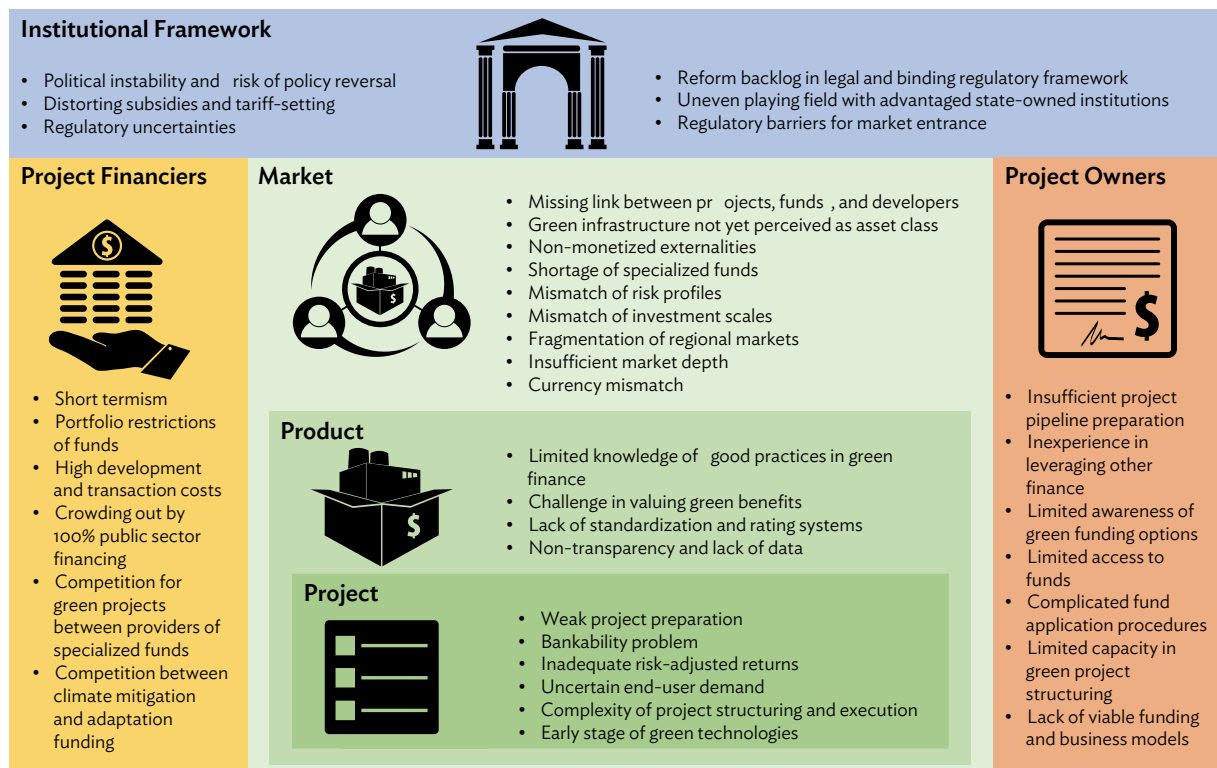 Institutional Framework
• Political instability and risk of policy reversal
• Distorting subsidies and tariff-setting
• Regulatory uncertainties
• Reform backlog in legal and binding regulatory framework
• Uneven playing field with advantaged state-owned institutions
• Regulatory barriers for market entrance
Project Financiers
$
• Short termism
• Portfolio restrictions
of funds
• High development
and transaction costs
• Crowding out by
100% public sector
financing
• Competition for
green projects
between providers of
specialized funds
• Competition between
climate mitigation
and adaptation
funding
Market
$
• Missing link between pr ojects, funds , and developers
• Green infrastructure not yet perceived as asset class
• Non-monetized externalities
• Shortage of specialized funds
• Mismatch of risk profiles
• Mismatch of investment scales
• Fragmentation of regional markets
• Insufficient market depth
• Currency mismatch
Product
$
• Limited knowledge of good practices in green
finance
• Challenge in valuing green benefits
• Lack of standardization and rating systems
• Non-transparency and lack of data
Project
• Weak project preparation
• Bankability problem
• Inadequate risk-adjusted returns
• Uncertain end-user demand
• Complexity of project structuring and execution
• Early stage of green technologies
Project Owners
$
• Insufficient project
pipeline preparation
• Inexperience in
leveraging other
finance
• Limited awareness of
green funding options
• Limited access to
funds
• Complicated fund
application procedures
• Limited capacity in
green project
structuring
• Lack of viable funding
and business models